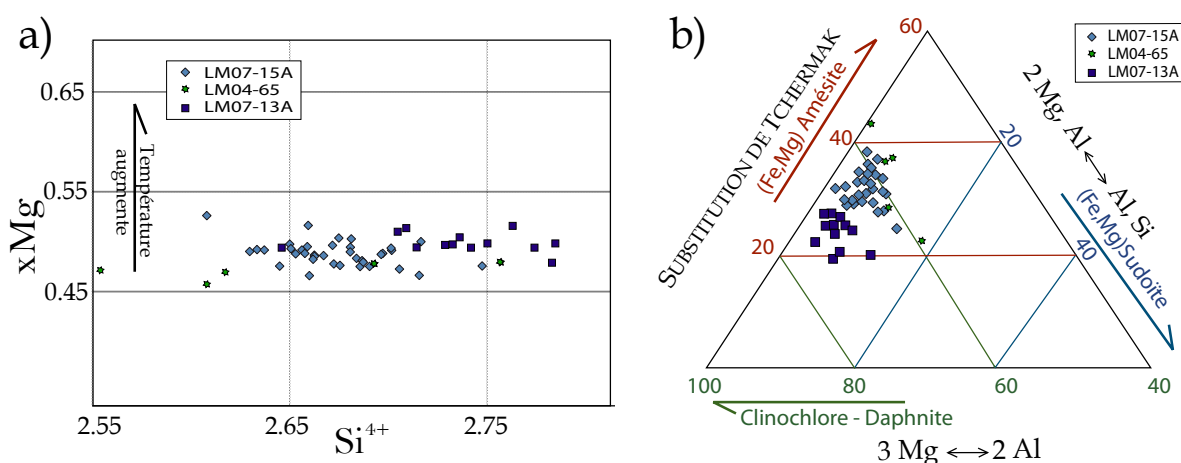 a)
xMg
0.65
0.55
0.45
2.55
2.65
2.75
Si4+
Température
augmente
LM07-15A
LM04-65
LM07-13A
b)
LM07-15A
LM04-65
LM07-13A
SUBSTITUTION DE TCHERMAK
(Fe,Mg) Amésite
60
40
20
20
40
2 Mg, Al ↔ Al, Si
(Fe,Mg)Sudoïte
100
80
60
40
Clinochlore - Daphnite
3 Mg ↔ 2 Al